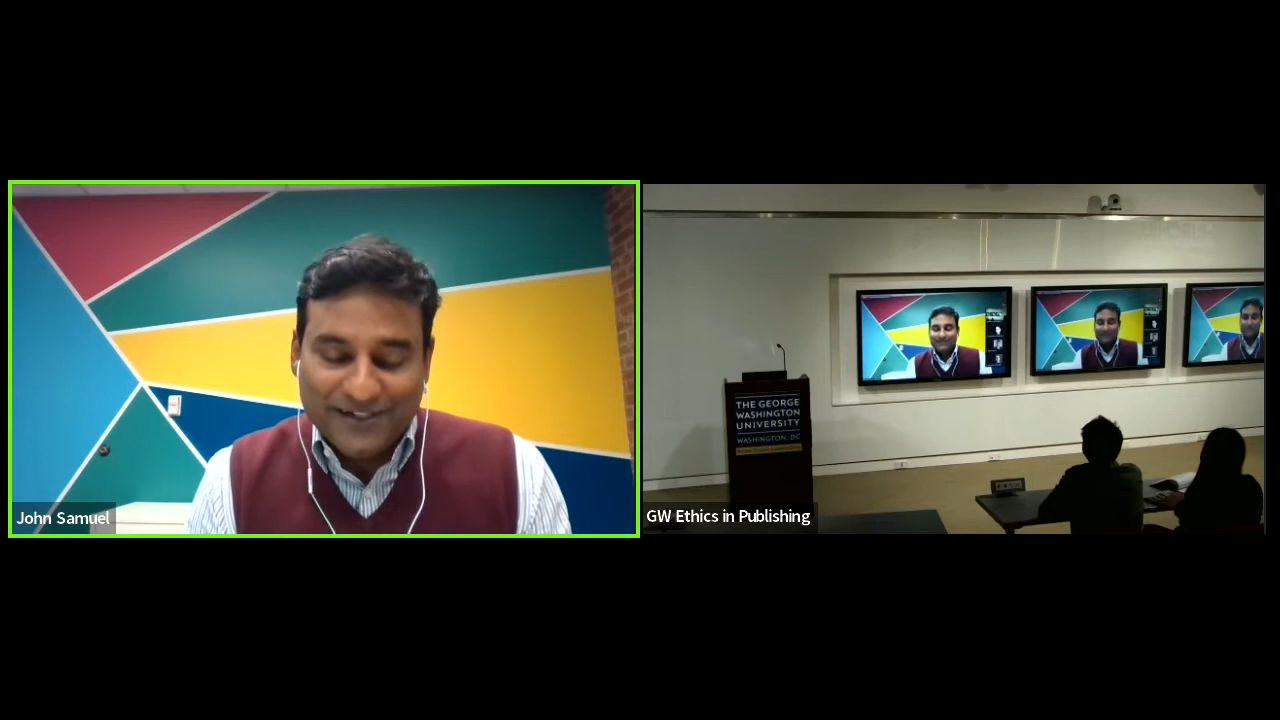 John Samuel
THE GEORGE
WASHINGTON
UNIVERSITY
WASHINGTON, DC
GW Ethics in Publishing